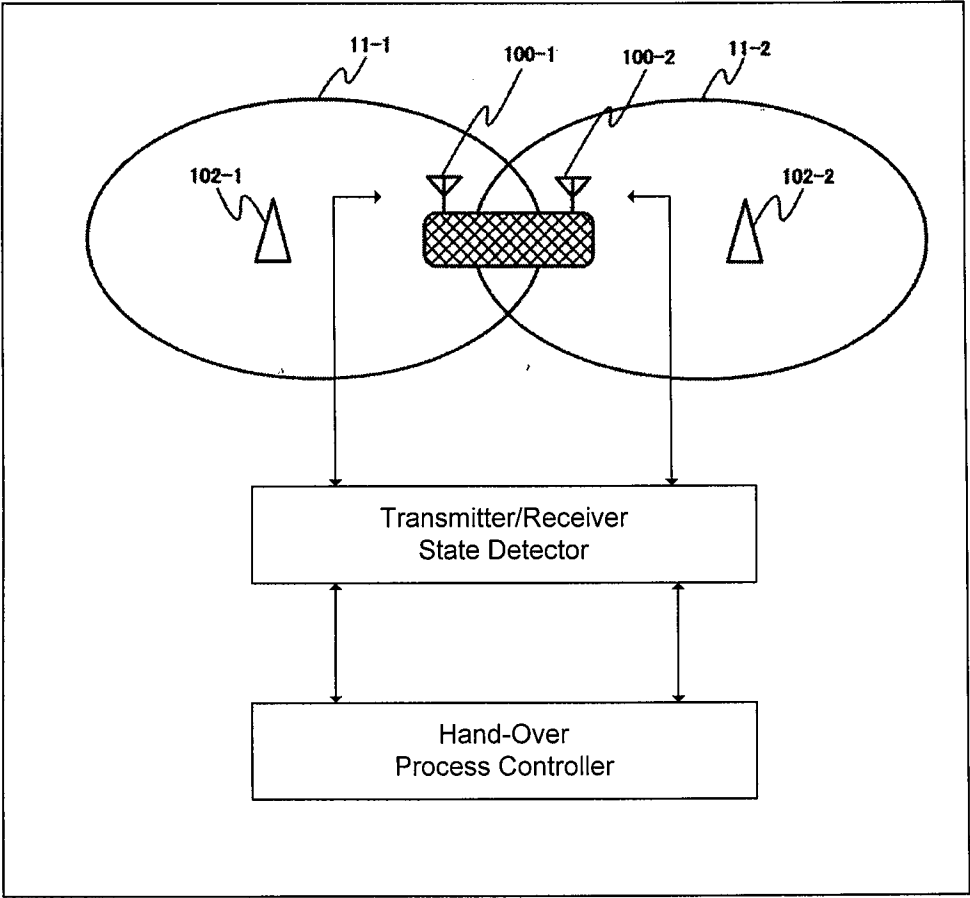 11-1
100-1
100-2
11-2
102-1
102-2
Transmitter/Receiver
State Detector
Hand-Over
Process Controller